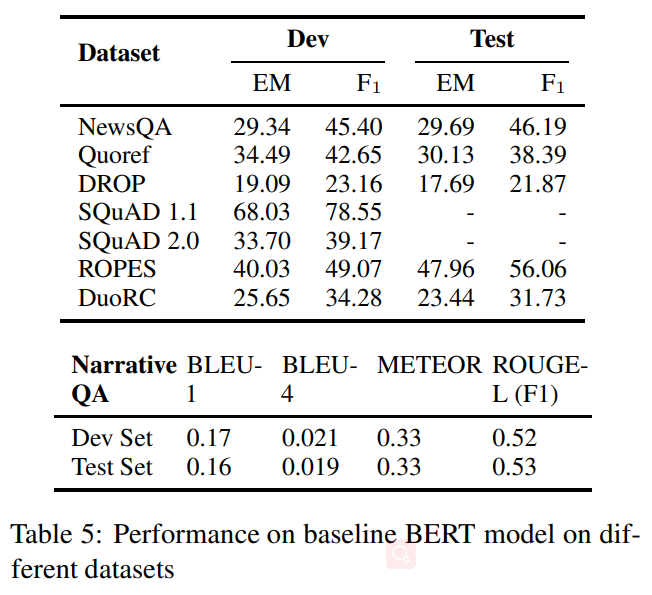 Dataset Dev Test
EM F1 EM F1
NewsQA 29.34 45.40 29.69 46.19
Quoref 34.49 42.65 30.13 38.39
DROP 19.09 23.16 17.69 21.87
SQuAD 1.1 68.03 78.55 - -
SQuAD 2.0 33.70 39.17 - -
ROPES 40.03 49.07 47.96 56.06
DuoRC 25.65 34.28 23.44 31.73
Narrative BLEU- BLEU- METEOR ROUGE-
QA 1 4 L (F1)
Dev Set 0.17 0.021 0.33 0.52
Test Set 0.16 0.019 0.33 0.53
Table 5: Performance on baseline BERT model on dif-
ferent datasets